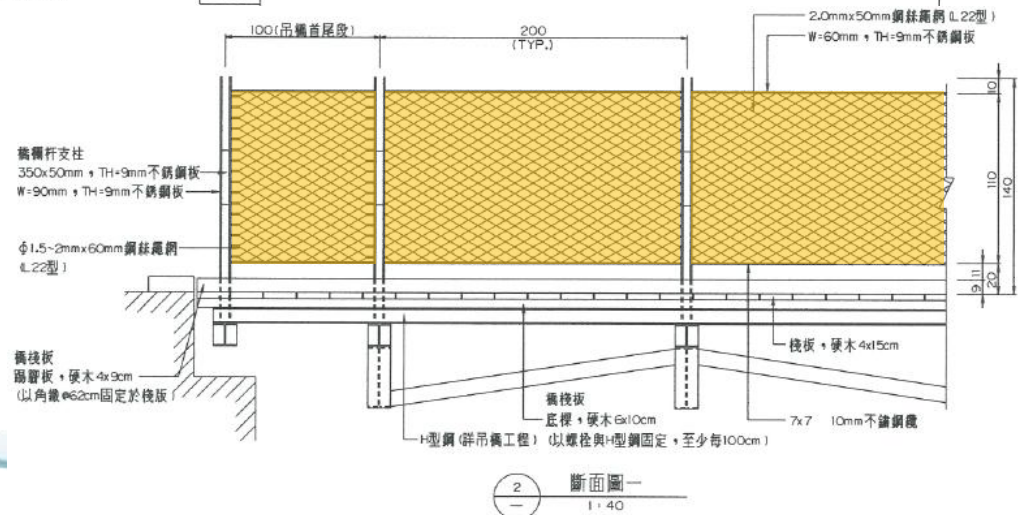 100(吊橋首尾段)
200
(TYP.)
2.0mmx50mm鋼絲繩網(L22型)
W=60mm，TH=9mm不銹鋼板
10
110
140
9
11
20
橋欄杆支柱
350x50mm，TH=9mm不銹鋼板
W=90mm，TH=9mm不銹鋼板
ф1.5~2mmx60mm鋼絲繩網
(L22型)
橋棧板
踢腳板，硬木4x9cm
(以角鐵@62cm固定於棧版)
棧板，硬木4x15cm
橋棧板
底樑，硬木6x10cm
(以螺栓與H型鋼固定，至少每100cm)
H型鋼(詳吊橋工程)
7x7 10mm不鏽鋼纜
2
—
斷面圖一
1：40